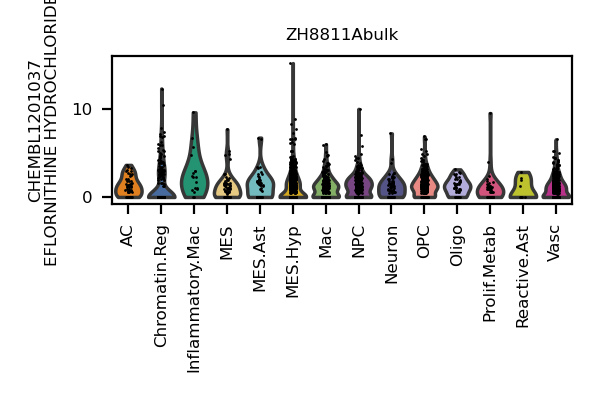 ZH8811Abulk
CHEMBL1201037
EFLORNITHINE HYDROCHLORIDE
10
0
AC
Chromatin.Reg
Inflammatory.Mac
MES
MES.Ast
MES.Hyp
Mac
NPC
Neuron
OPC
Oligo
Prolif.Metab
Reactive.Ast
Vasc